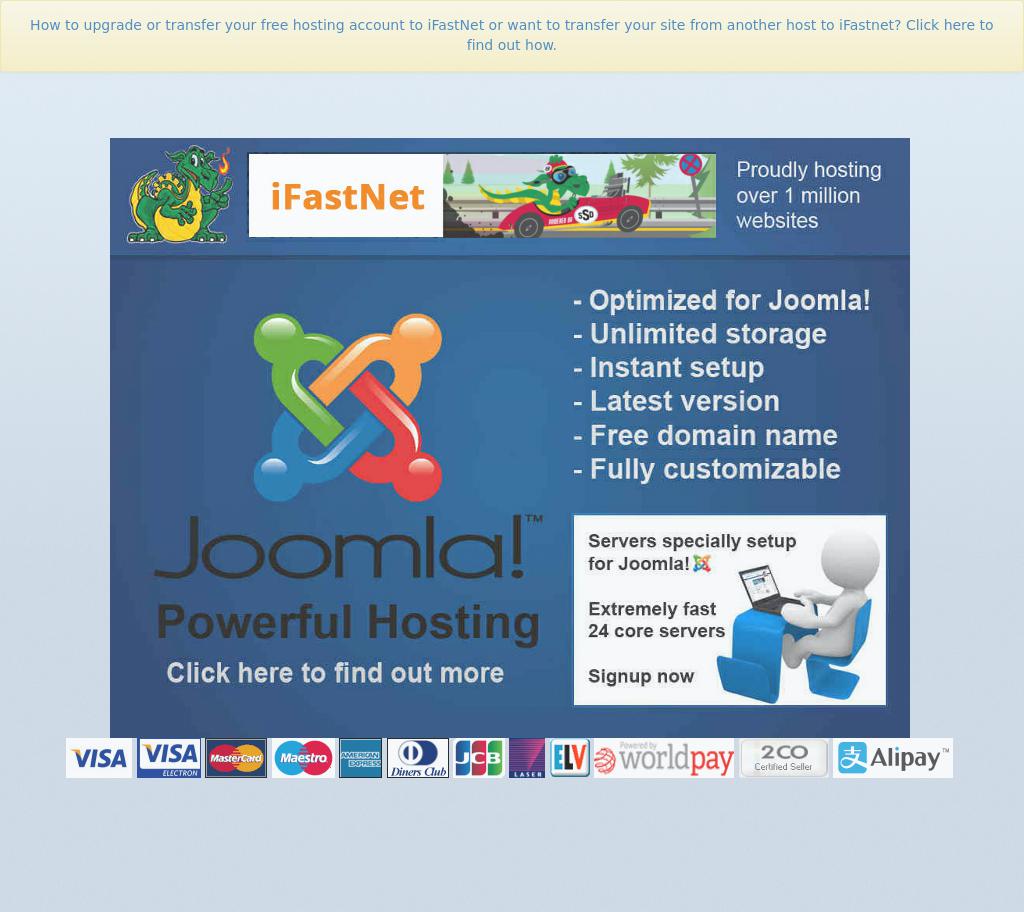 How to upgrade or transfer your free hosting account to iFastNet or want to transfer your site from another host to iFastnet? Click here to
find out how.
iFastNet
POWERED BY
SSD
Proudly hosting
over 1 million
websites
- Optimized for Joomla!
- Unlimited storage
- Instant setup
- Latest version
- Free domain name
- Fully customizable
Joomla!™
Powerful Hosting
Click here to find out more
Servers specially setup
for Joomla!
Extremely fast
24 core servers
Signup now
VISA
VISA
ELECTRON
MasterCard
Maestro
AMERICAN
EXPRESS
Diners Club
JCB
LASER
ELV
Powered by
worldpay
2CO
Certified Seller
支
Alipay™